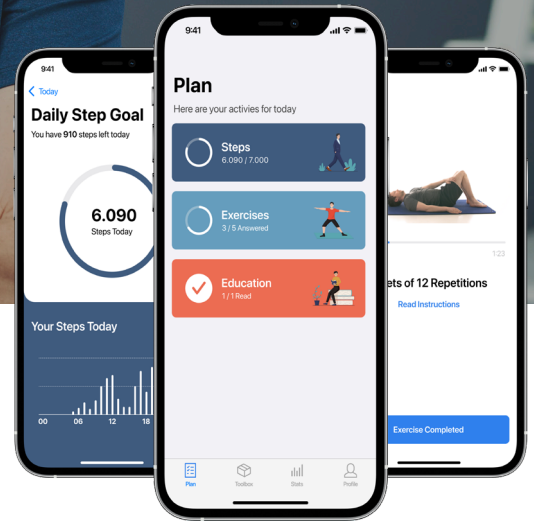 9:41
Today
Daily Step Goal
You have 910 steps left today
6.090
Steps Today
Your Steps Today
00 06 12 18
9:41
Plan
Here are your activies for today
Steps
6.090 / 7.000
Exercises
3 / 5 Answered
Education
1 / 1 Read
Plan
Toolbox
Stats
Profile
1:23
of 12 Repetitions
Read Instructions
Exercise Completed